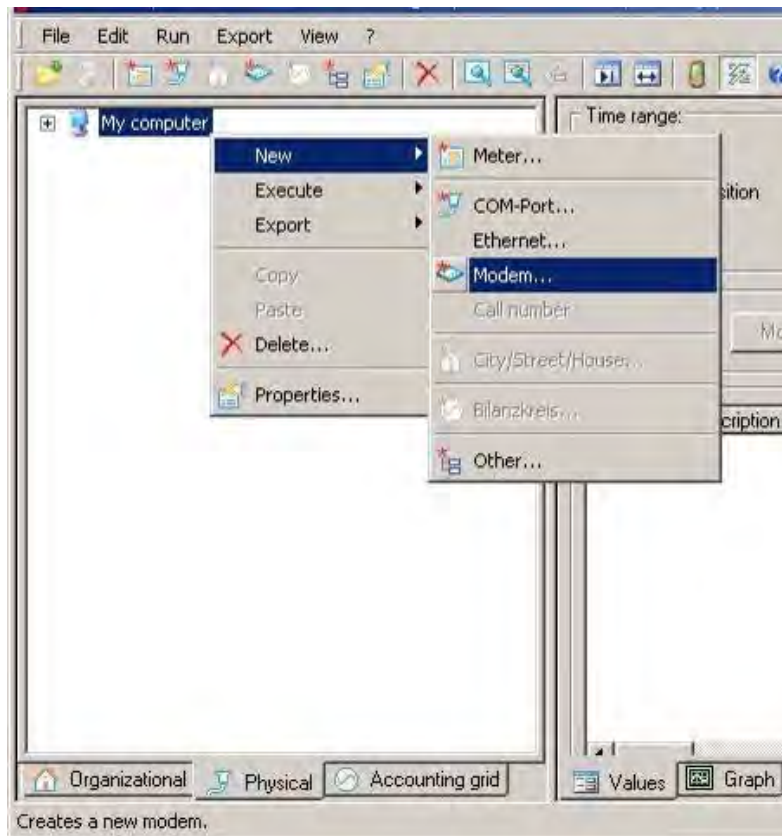 File Edit Run Export View ?
My computer
Time range:
New
Execute
Export
Copy
Paste
Delete...
Properties...
Meter...
COM-Port...
Ethernet...
Modem...
Call number
City/Street/House...
Bilanzkreis...
Other...
sition
Mo
cription
Organizational Physical Accounting grid
Values Graph
Creates a new modem.